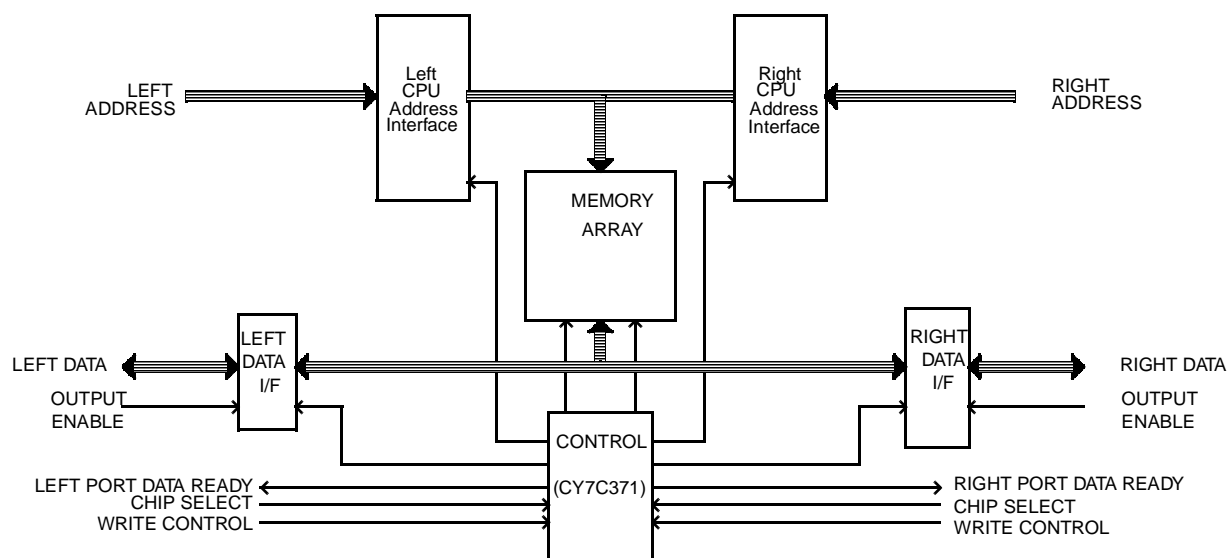 LEFT
ADDRESS
Left
CPU
Address
Interface
Right
CPU
Address
Interface
RIGHT
ADDRESS
MEMORY
ARRAY
LEFT DATA
LEFT
DATA
I/F
RIGHT
DATA
I/F
RIGHT DATA
OUTPUT
ENABLE
OUTPUT
ENABLE
CONTROL
(CY7C371)
LEFT PORT DATA READY
CHIP SELECT
WRITE CONTROL
RIGHT PORT DATA READY
CHIP SELECT
WRITE CONTROL